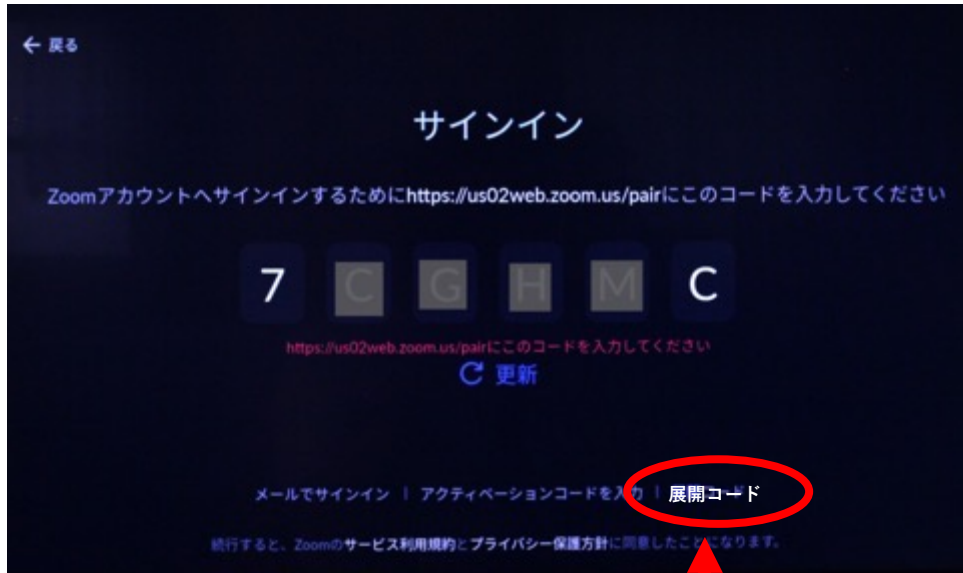 ← 戻る
サインイン
Zoomアカウントへサインインするためにhttps://us02web.zoom.us/pairにこのコードを入力してください
7 C G H M C
https://us02web.zoom.us/pairにこのコードを入力してください
更新
メールでサインイン | アクティベーションコードを入力 | 展開コード
続行すると、Zoomのサービス利用規約とプライバシー保護方針に同意したことになります。